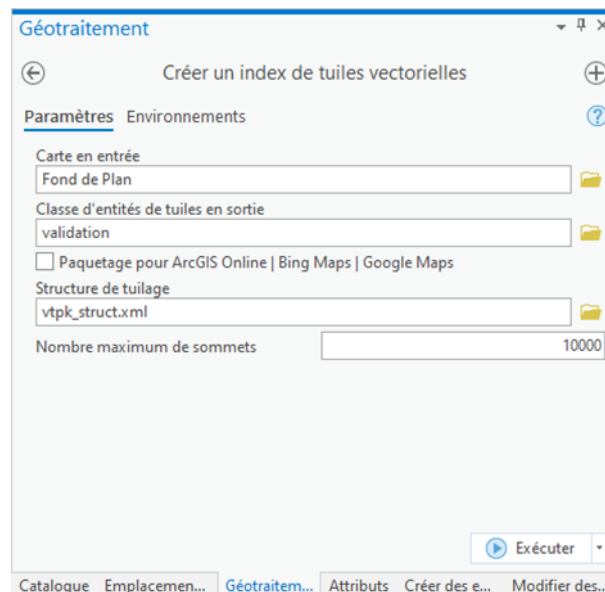 Géotraitement
Créer un index de tuiles vectorielles
Paramètres Environnements
Carte en entrée
Fond de Plan
Classe d'entités de tuiles en sortie
validation
Paquetage pour ArcGIS Online | Bing Maps | Google Maps
Structure de tuilage
vtpk_struct.xml
Nombre maximum de sommets 10000
Exécuter
Catalogue Emplacemen... Géotraitem... Attributs Créer des e... Modifier des...